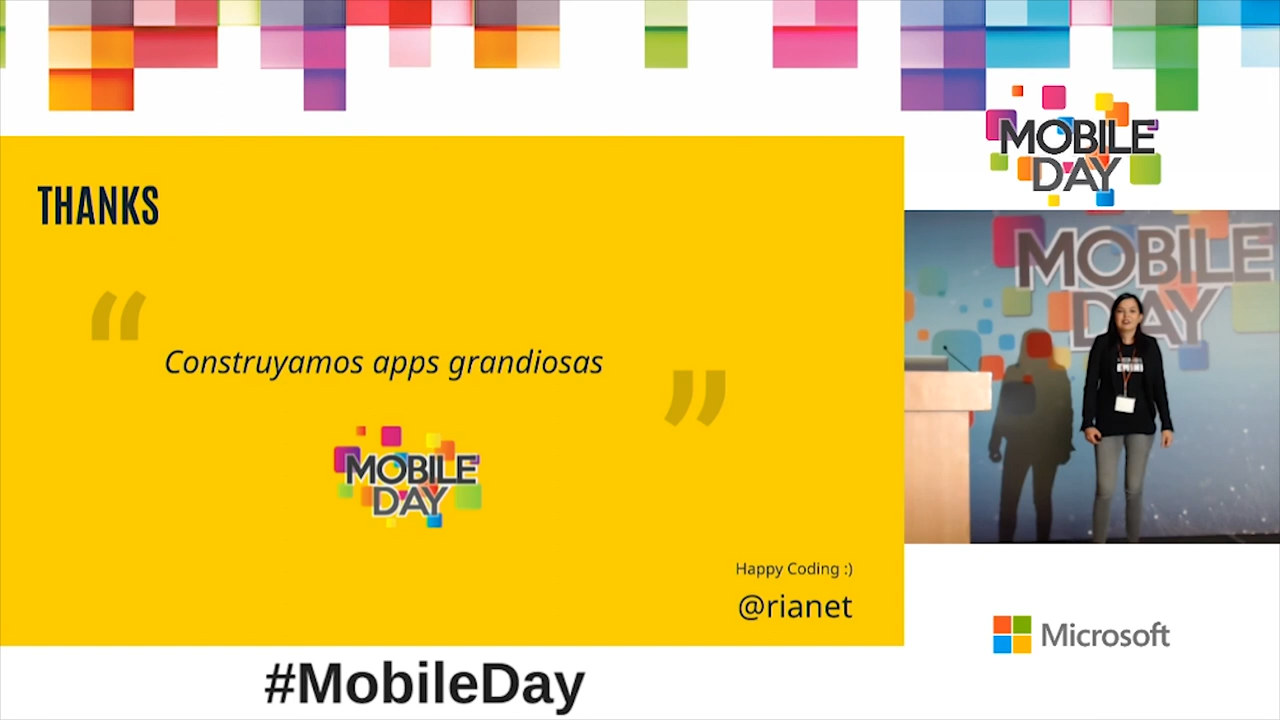 MOBILE
DAY
THANKS
“
Construyamos apps grandiosas
”
MOBILE
DAY
Happy Coding :)
@rianet
MOBILE
DAY
Microsoft
#MobileDay